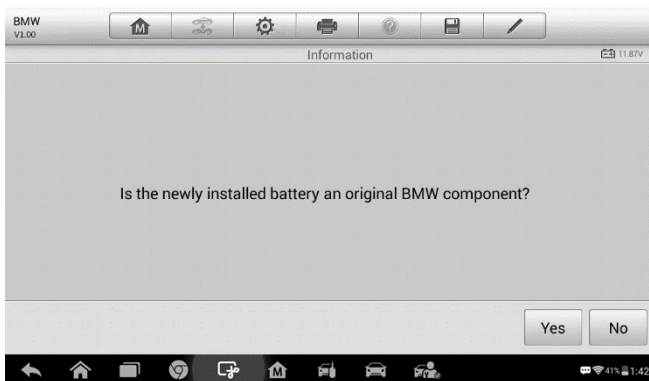 BMW
V1.00
M
Information
11.87V
Is the newly installed battery an original BMW component?
Yes
No
M
41%
1:42